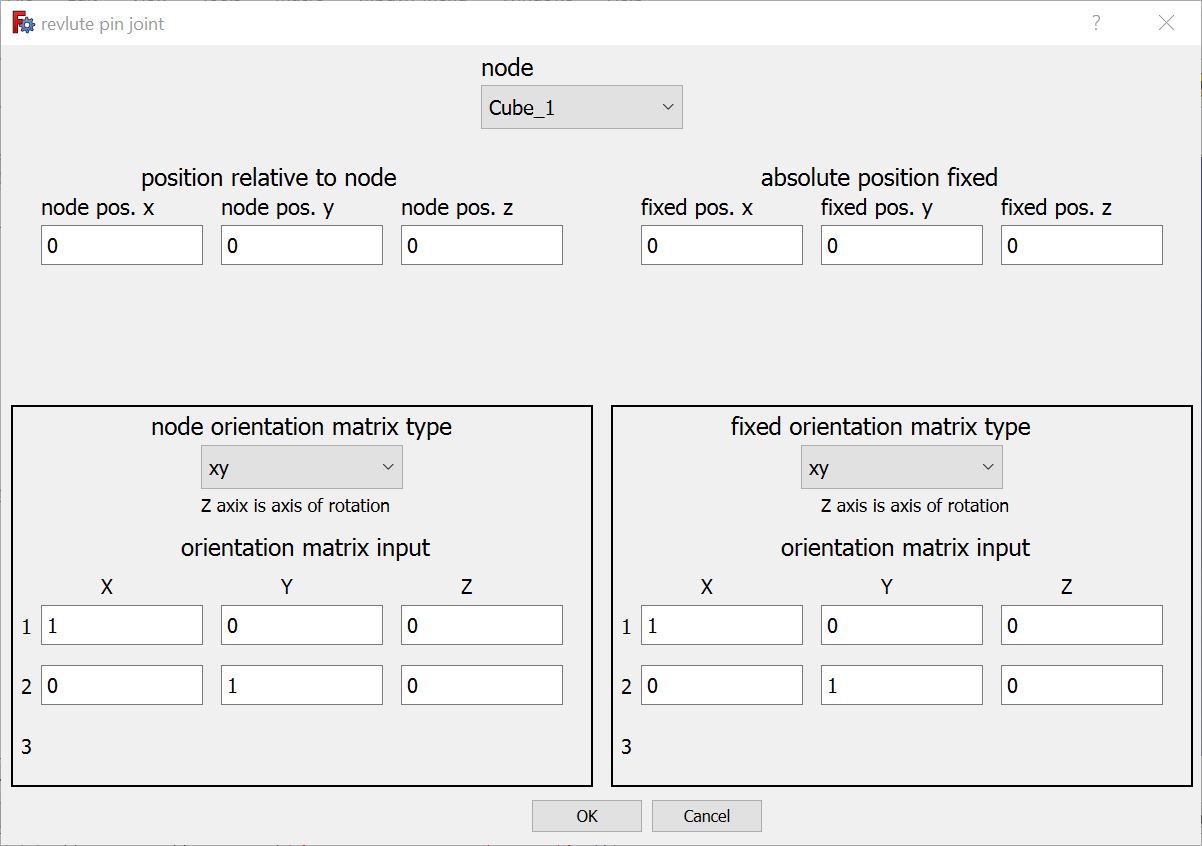 revlute pin joint
node
Cube_1
position relative to node
absolute position fixed
node pos. x node pos. y node pos. z
fixed pos. x fixed pos. y fixed pos. z
0 0 0
0 0 0
node orientation matrix type
xy
Z axix is axis of rotation
orientation matrix input
X Y Z
1 1 0 0
2 0 1 0
3
fixed orientation matrix type
xy
Z axis is axis of rotation
orientation matrix input
X Y Z
1 1 0 0
2 0 1 0
3
OK Cancel